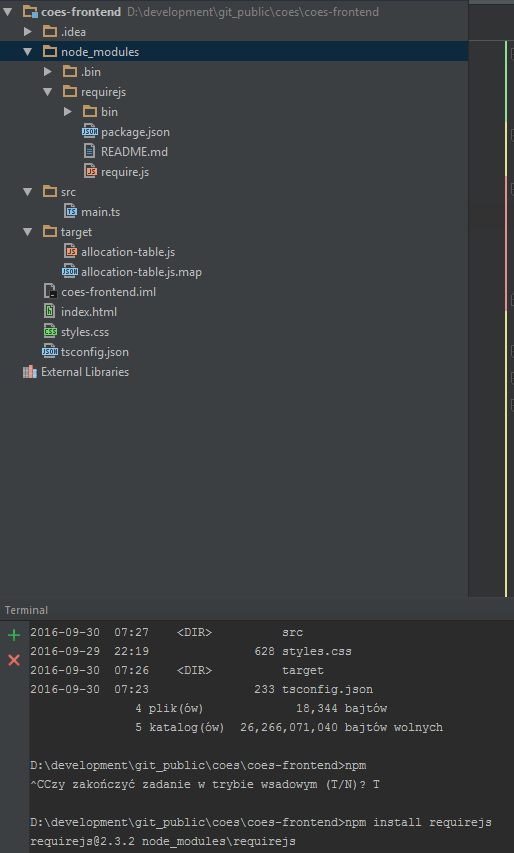 coes-frontend D:\development\git_public\coes\coes-frontend
.idea
node_modules
.bin
requirejs
bin
package.json
README.md
require.js
src
main.ts
target
allocation-table.js
allocation-table.js.map
coes-frontend.iml
index.html
styles.css
tsconfig.json
External Libraries
Terminal
2016-09-30 07:27 <DIR> src
2016-09-29 22:19 628 styles.css
2016-09-30 07:26 <DIR> target
2016-09-30 07:23 233 tsconfig.json
4 plik(ów) 18,344 bajtów
5 katalog(ów) 26,266,071,040 bajtów wolnych
D:\development\git_public\coes\coes-frontend>npm
^CCzy zakończyć zadanie w trybie wsadowym (T/N)? T
D:\development\git_public\coes\coes-frontend>npm install requirejs
requirejs@2.3.2 node_modules\requirejs